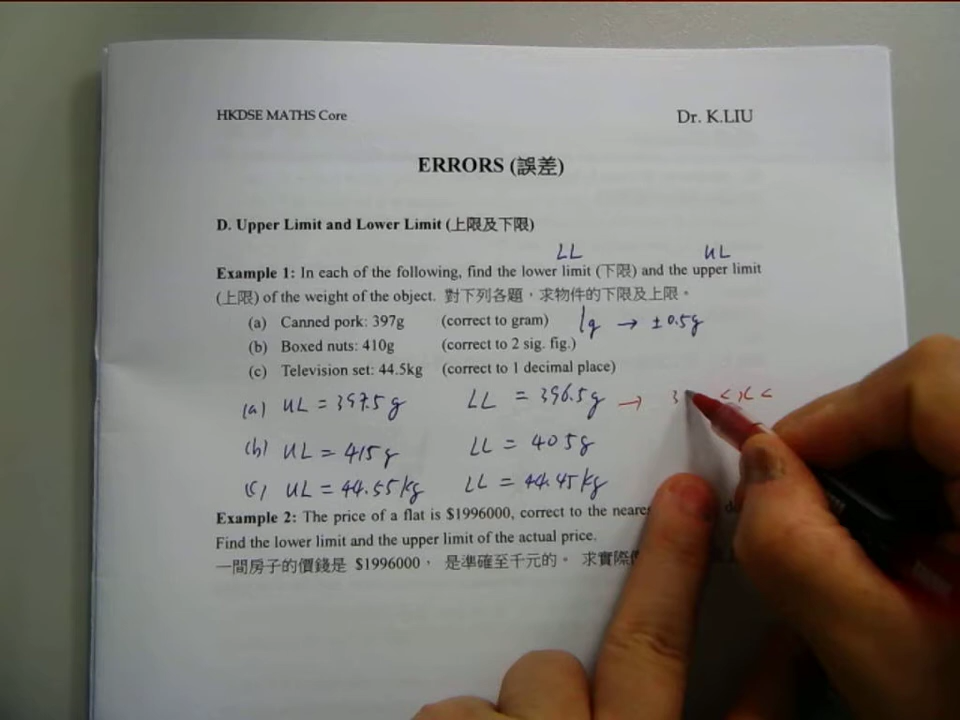 HKDSE MATHS Core Dr. K.LIU
ERRORS (誤差)
D. Upper Limit and Lower Limit (上限及下限)
LL UL
Example 1: In each of the following, find the lower limit (下限) and the upper limit
(上限) of the weight of the object. 對下列各題，求物件的下限及上限。
(a) Canned pork: 397g (correct to gram) 1g → ±0.5g
(b) Boxed nuts: 410g (correct to 2 sig. fig.)
(c) Television set: 44.5kg (correct to 1 decimal place)
(a) UL = 397.5g LL = 396.5g → 3 < x <
(b) UL = 415g LL = 405g
(c) UL = 44.55kg LL = 44.45kg
Example 2: The price of a flat is $1996000, correct to the
Find the lower limit and the upper limit of the actual price.
一間房子的價錢是 $1996000， 是準確至千元的。 求實際